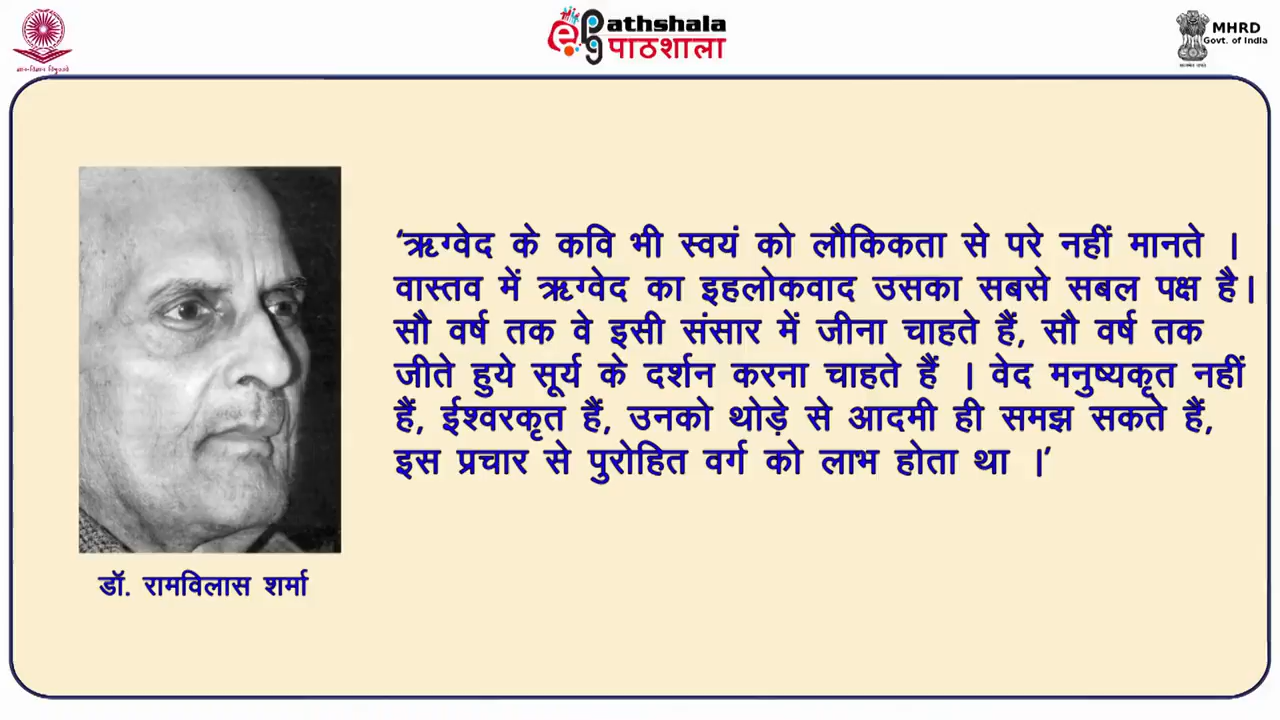 ePathshala
पाठशाला
MHRD
Govt. of India
‘ऋग्वेद के कवि भी स्वयं को लौकिकता से परे नहीं मानते ।
वास्तव में ऋग्वेद का इहलोकवाद उसका सबसे सबल पक्ष है।
सौ वर्ष तक वे इसी संसार में जीना चाहते हैं, सौ वर्ष तक
जीते हुये सूर्य के दर्शन करना चाहते हैं । वेद मनुष्यकृत नहीं
हैं, ईश्वरकृत हैं, उनको थोड़े से आदमी ही समझ सकते हैं,
इस प्रचार से पुरोहित वर्ग को लाभ होता था ।’
डॉ. रामविलास शर्मा